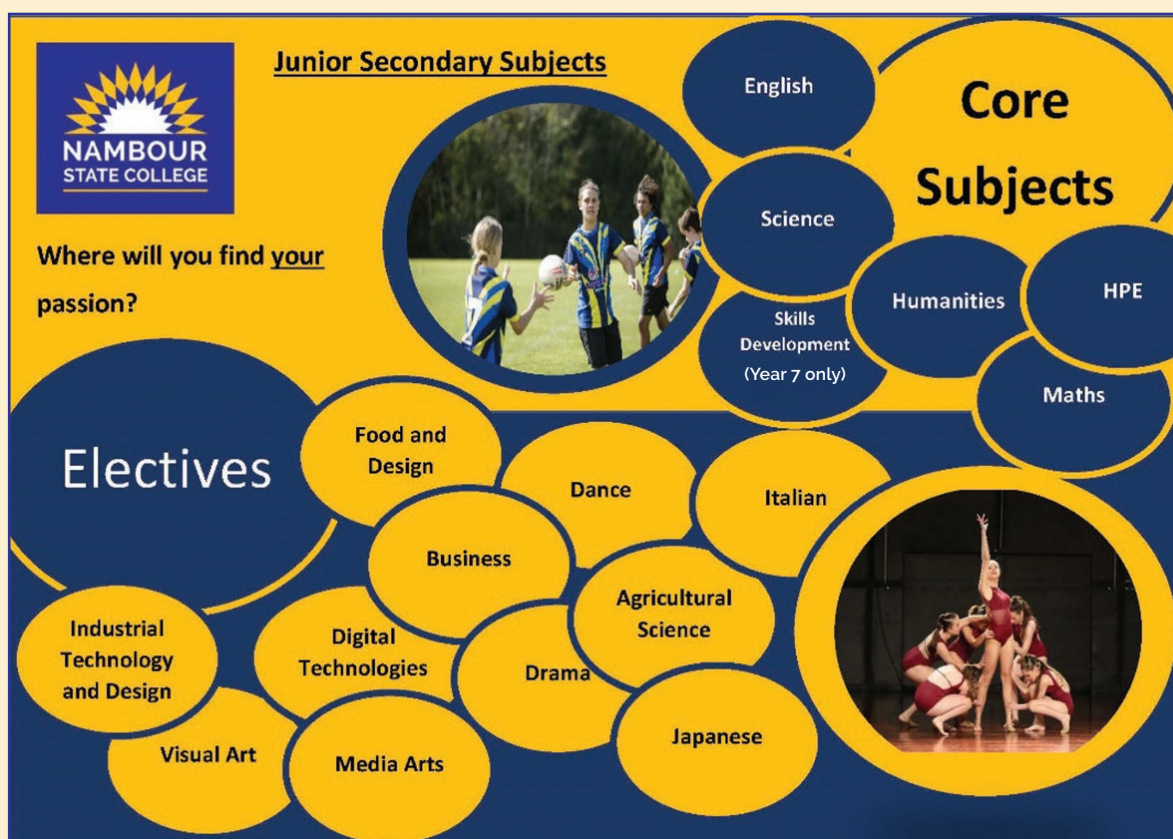 Junior Secondary Subjects
NAMBOUR
STATE COLLEGE
Where will you find your
passion?
Core
Subjects
English
Science
Skills
Development
(Year 7 only)
Humanities
HPE
Maths
Electives
Food and
Design
Dance
Italian
Business
Agricultural
Science
Industrial
Technology
and Design
Digital
Technologies
Drama
Visual Art
Media Arts
Japanese